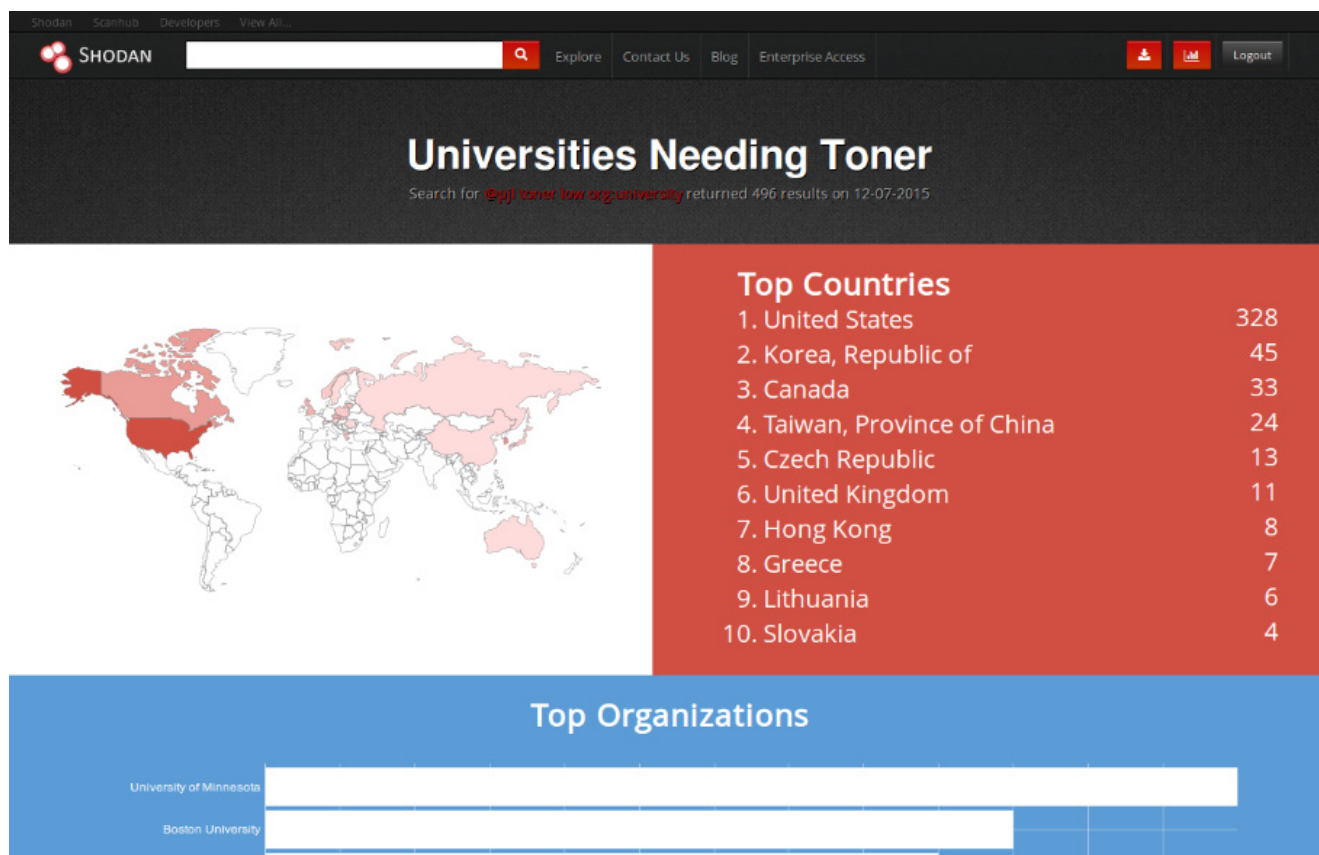 Shodan Scanhub Developers View All...
SHODAN Explore Contact Us Blog Enterprise Access Logout
Universities Needing Toner
Search for @pjl toner low org:university returned 496 results on 12-07-2015
Top Countries
1. United States 328
2. Korea, Republic of 45
3. Canada 33
4. Taiwan, Province of China 24
5. Czech Republic 13
6. United Kingdom 11
7. Hong Kong 8
8. Greece 7
9. Lithuania 6
10. Slovakia 4
Top Organizations
University of Minnesota
Boston University